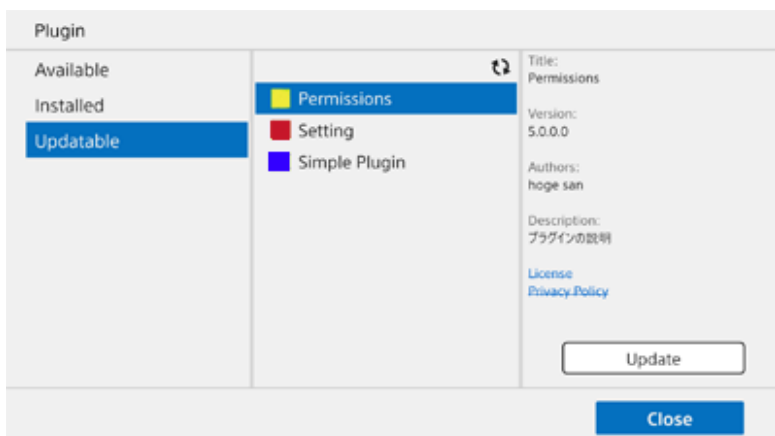 Plugin
Available
Installed
Updatable
Permissions
Setting
Simple Plugin
Title:
Permissions
Version:
5.0.0.0
Authors:
hoge san
Description:
プラグインの説明
License
Privacy Policy
Update
Close